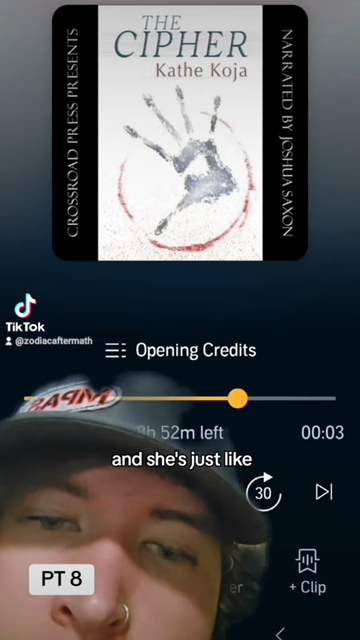 CROSSROAD PRESS PRESENTS
THE
CIPHER
Kathe Koja
NARRATED BY JOSHUA SAXON
TikTok
@zodiacaftermath
Opening Credits
8h 52m left
00:03
and she's just like
30
PT 8
+ Clip